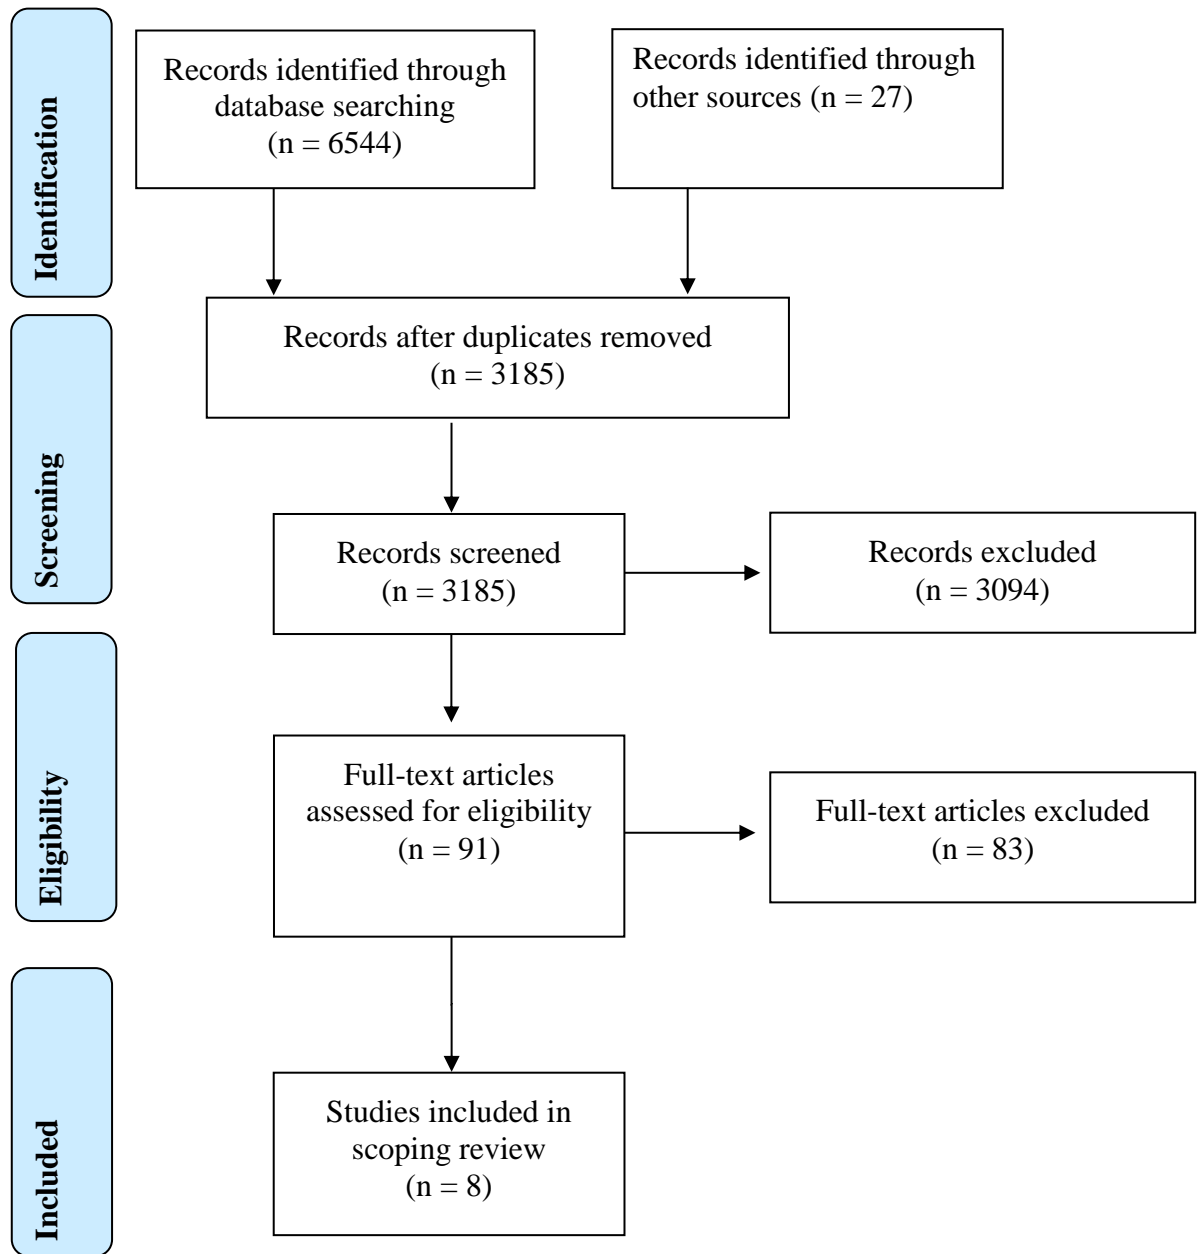 Identification
Records identified through
database searching
(n = 6544)
Records identified through
other sources (n = 27)
Records after duplicates removed
(n = 3185)
Screening
Records screened
(n = 3185)
Records excluded
(n = 3094)
Eligibility
Full-text articles
assessed for eligibility
(n = 91)
Full-text articles excluded
(n = 83)
Included
Studies included in
scoping review
(n = 8)